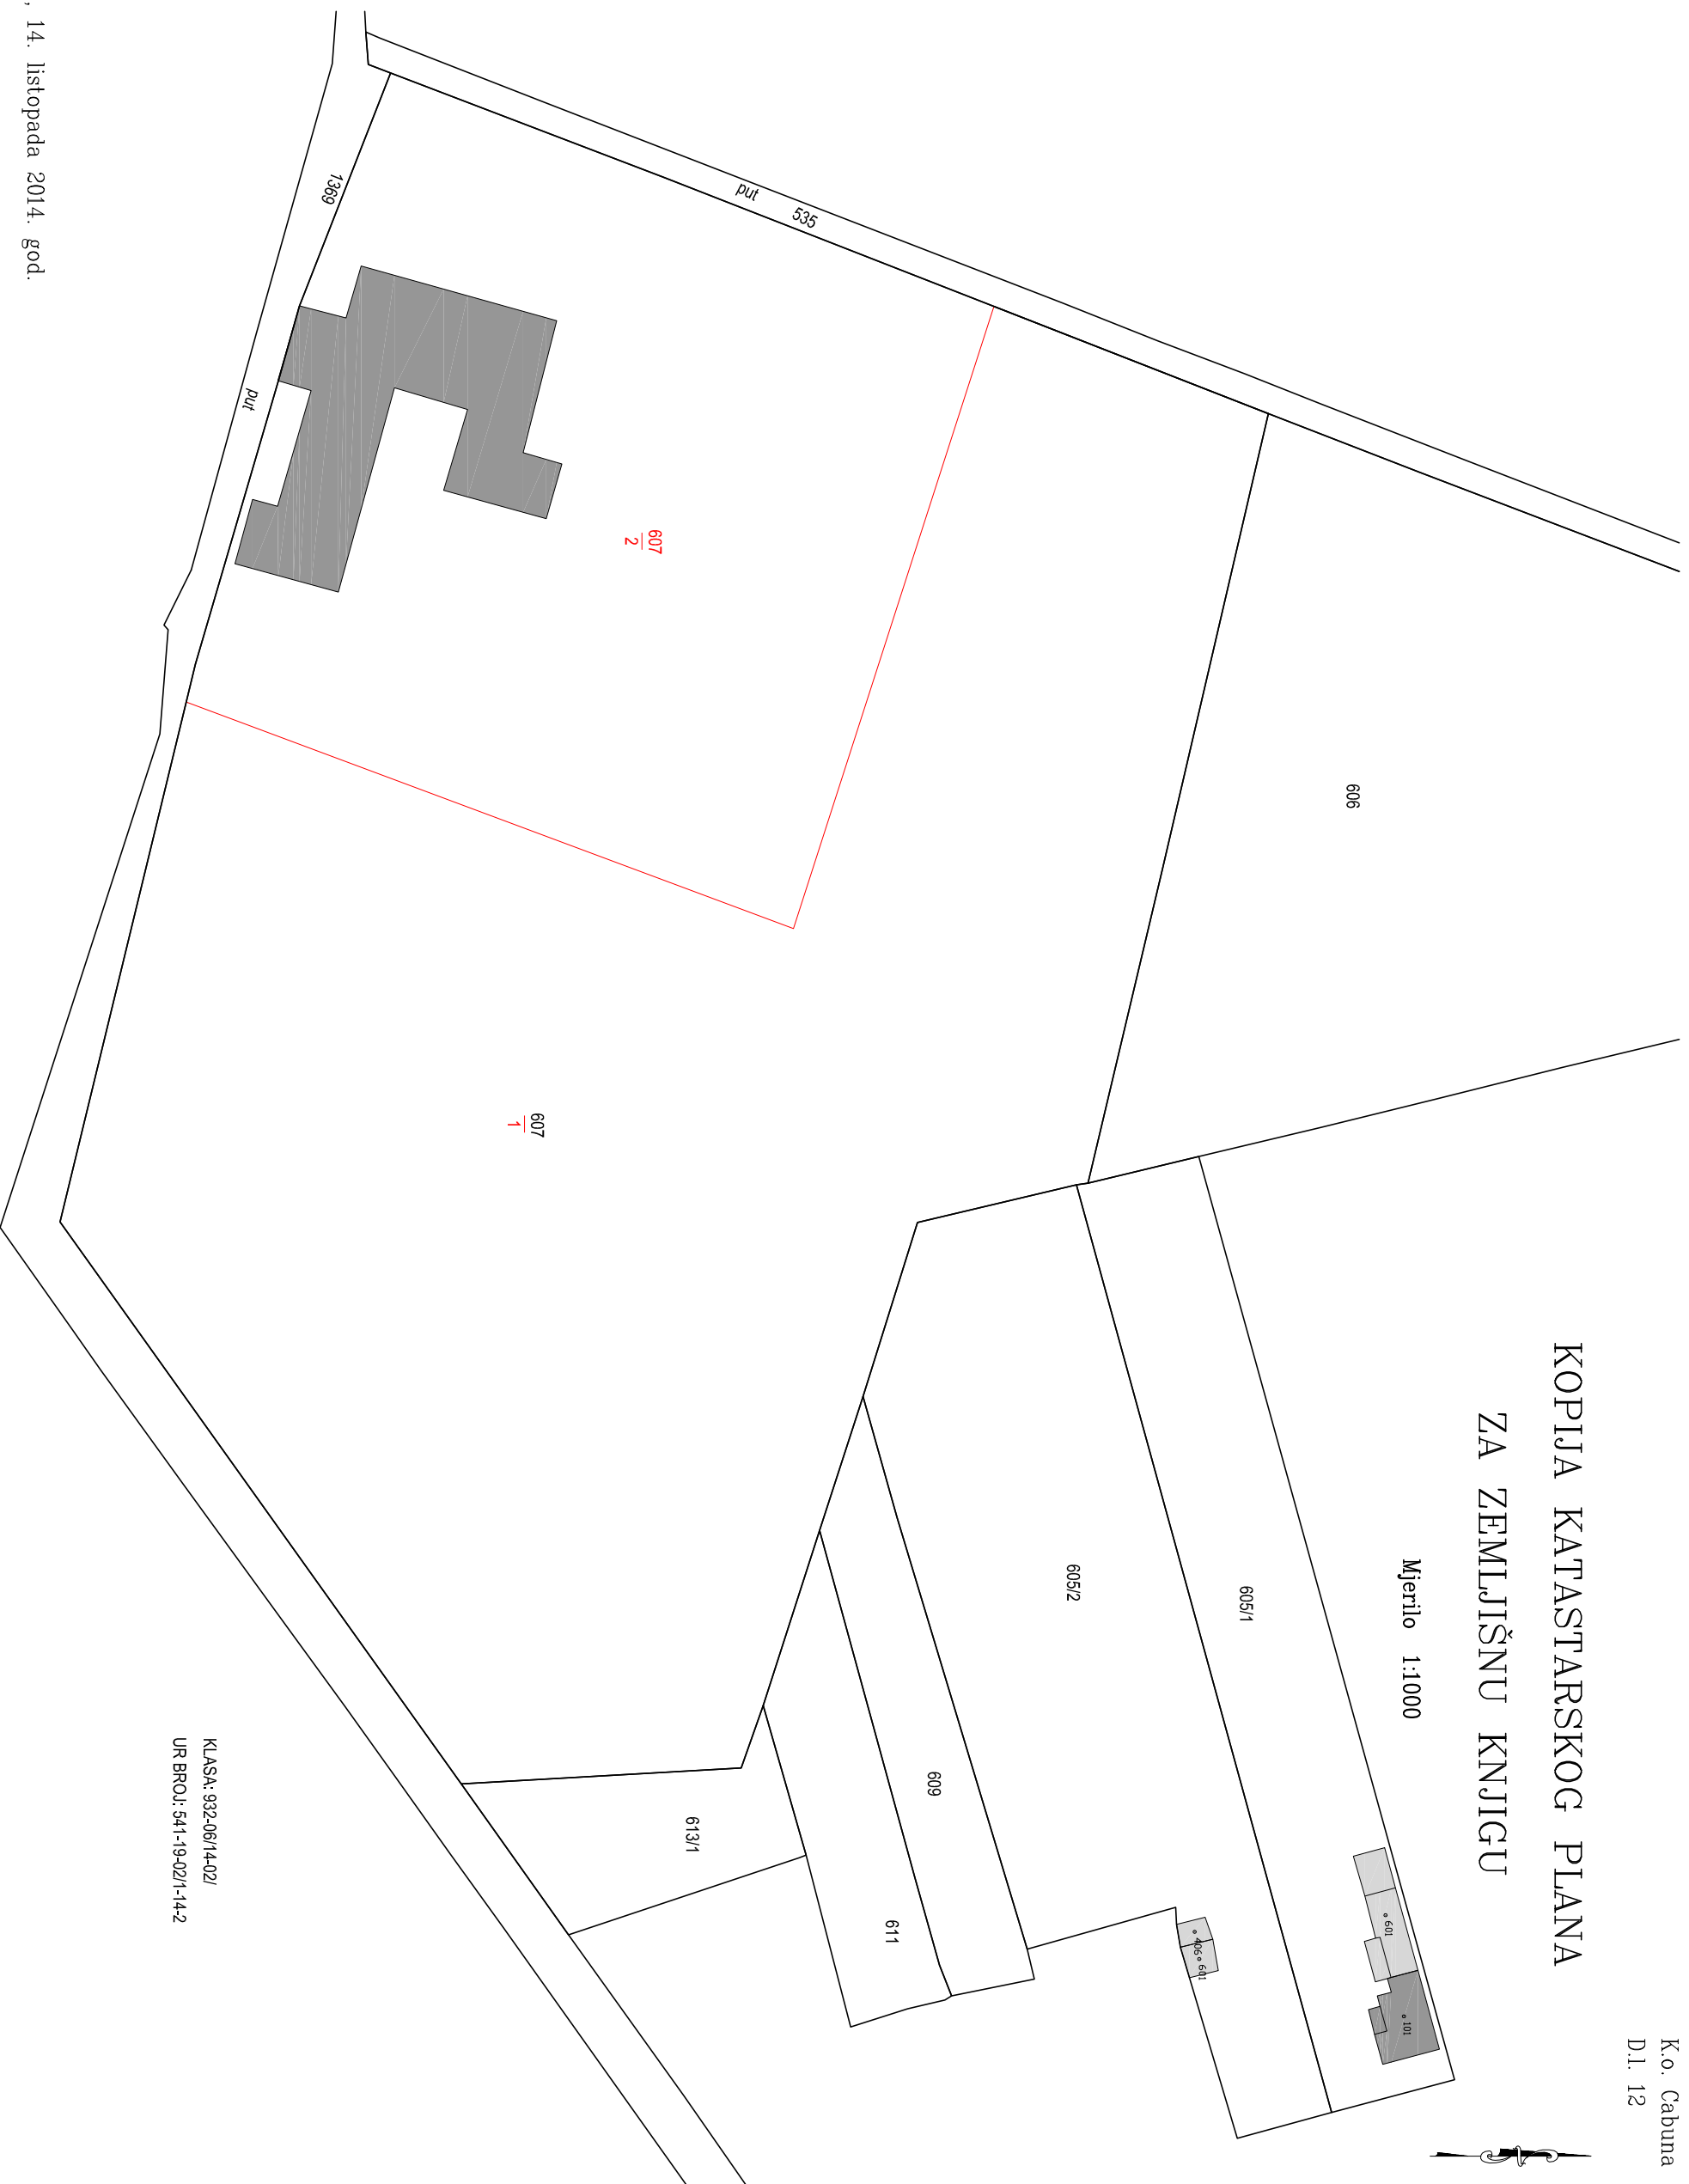 K.o. Cabuna
D.l. 12
KOPIJA KATASTARSKOG PLANA
ZA ZEMLJIŠNU KNJIGU
Mjerilo 1:1000
101
601
601
406
605/1
605/2
606
609
611
613/1
put 535
607
2
607
1
1369
put
KLASA: 932-06/14-02/
UR BROJ: 541-19-02/1-14-2
, 14. listopada 2014. god.